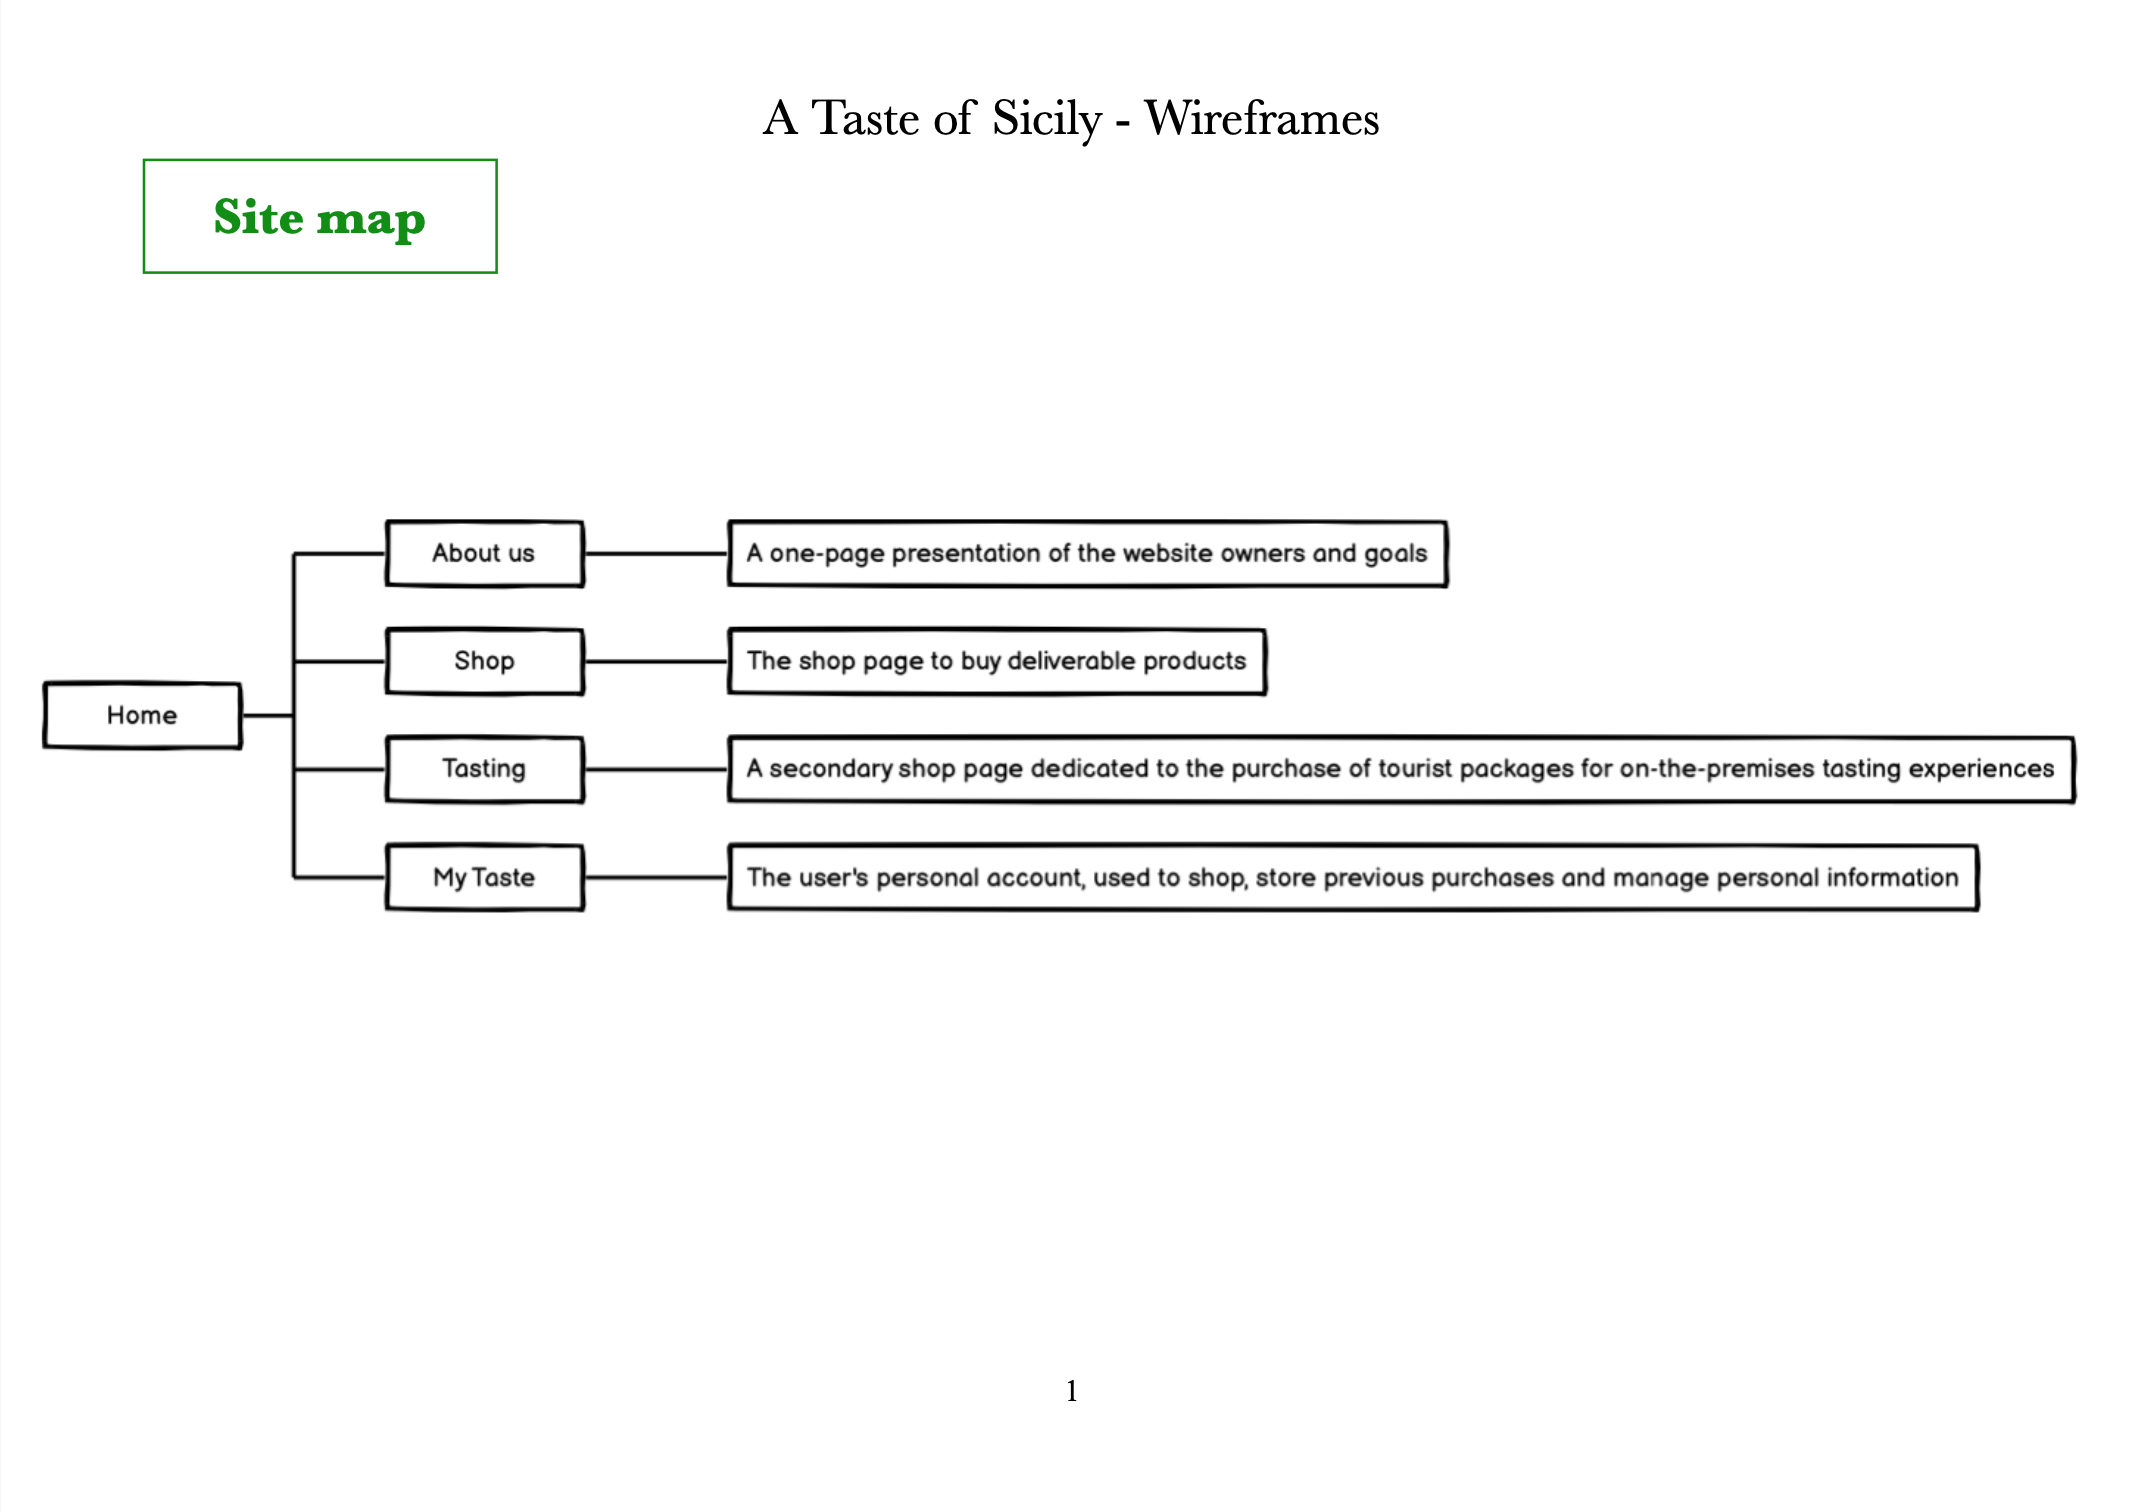 A Taste of Sicily - Wireframes
Site map
Home
About us
A one-page presentation of the website owners and goals
Shop
The shop page to buy deliverable products
Tasting
A secondary shop page dedicated to the purchase of tourist packages for on-the-premises tasting experiences
My Taste
The user's personal account, used to shop, store previous purchases and manage personal information
1